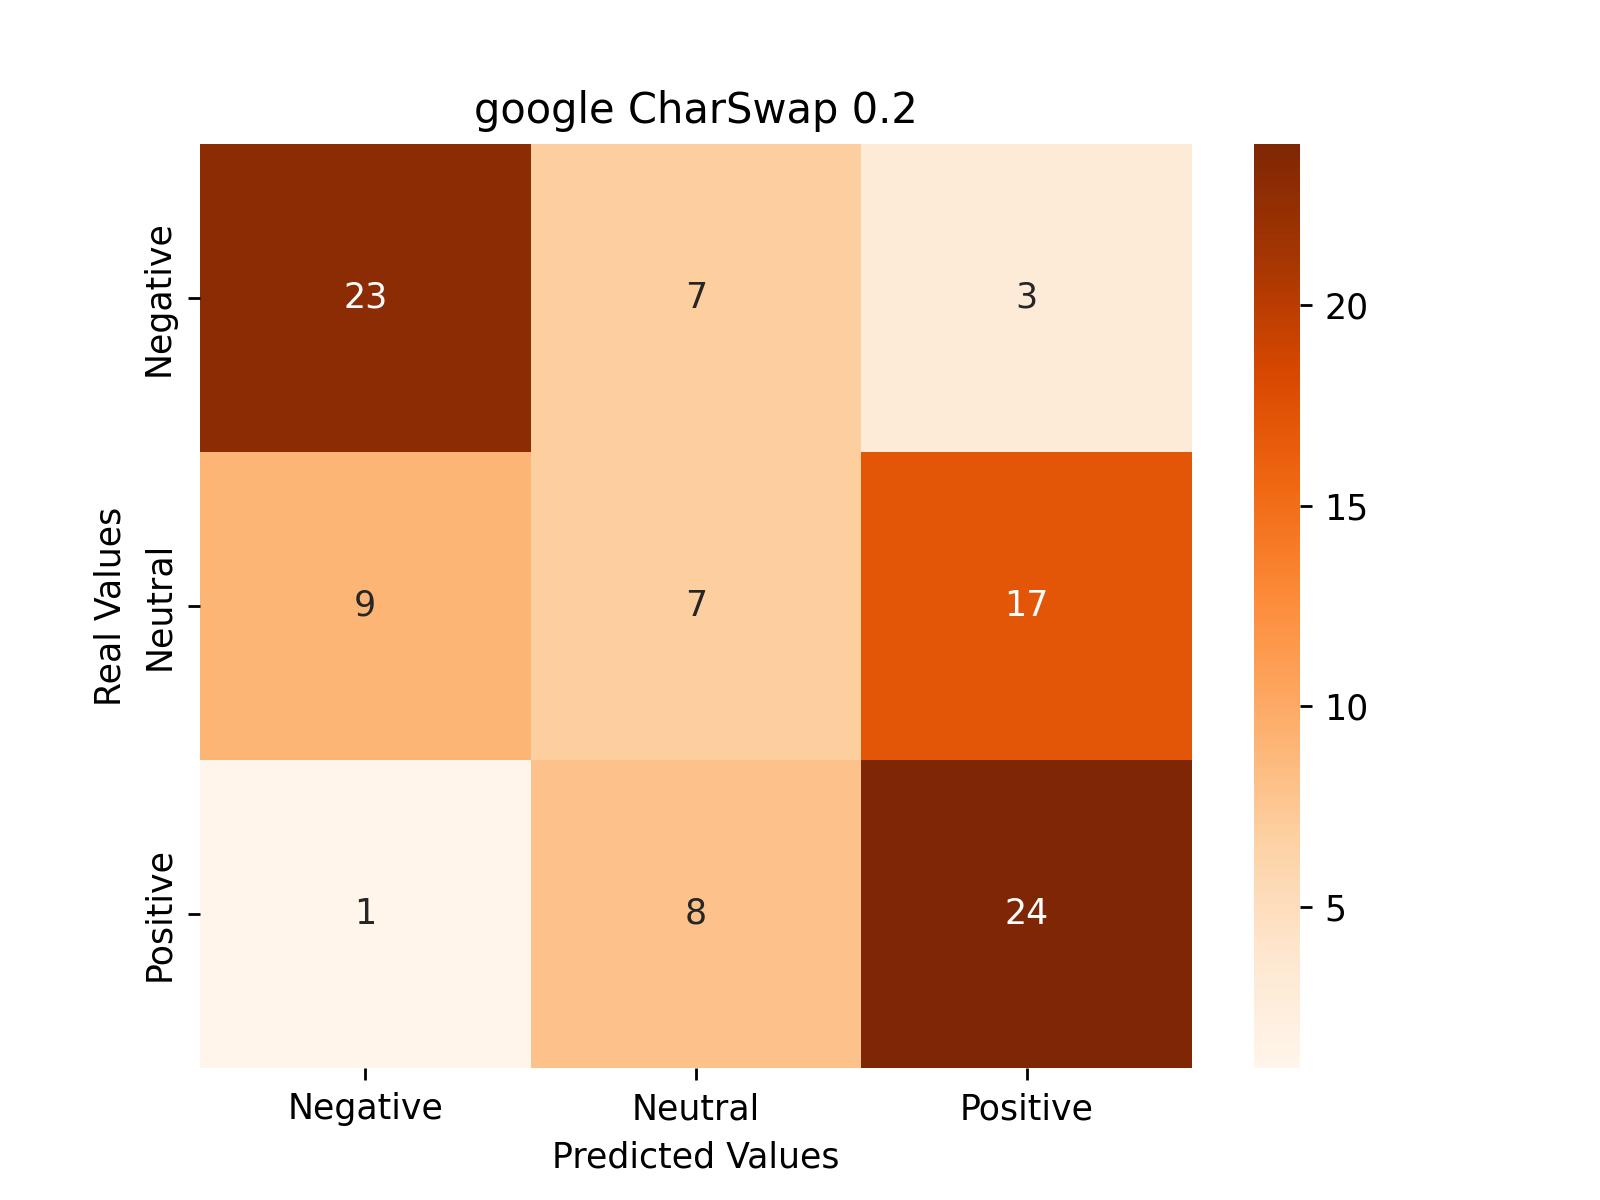 google CharSwap 0.2
Real Values
Negative
23
7
3
Neutral
9
7
17
Positive
1
8
24
Negative
Neutral
Positive
Predicted Values
20
15
10
5